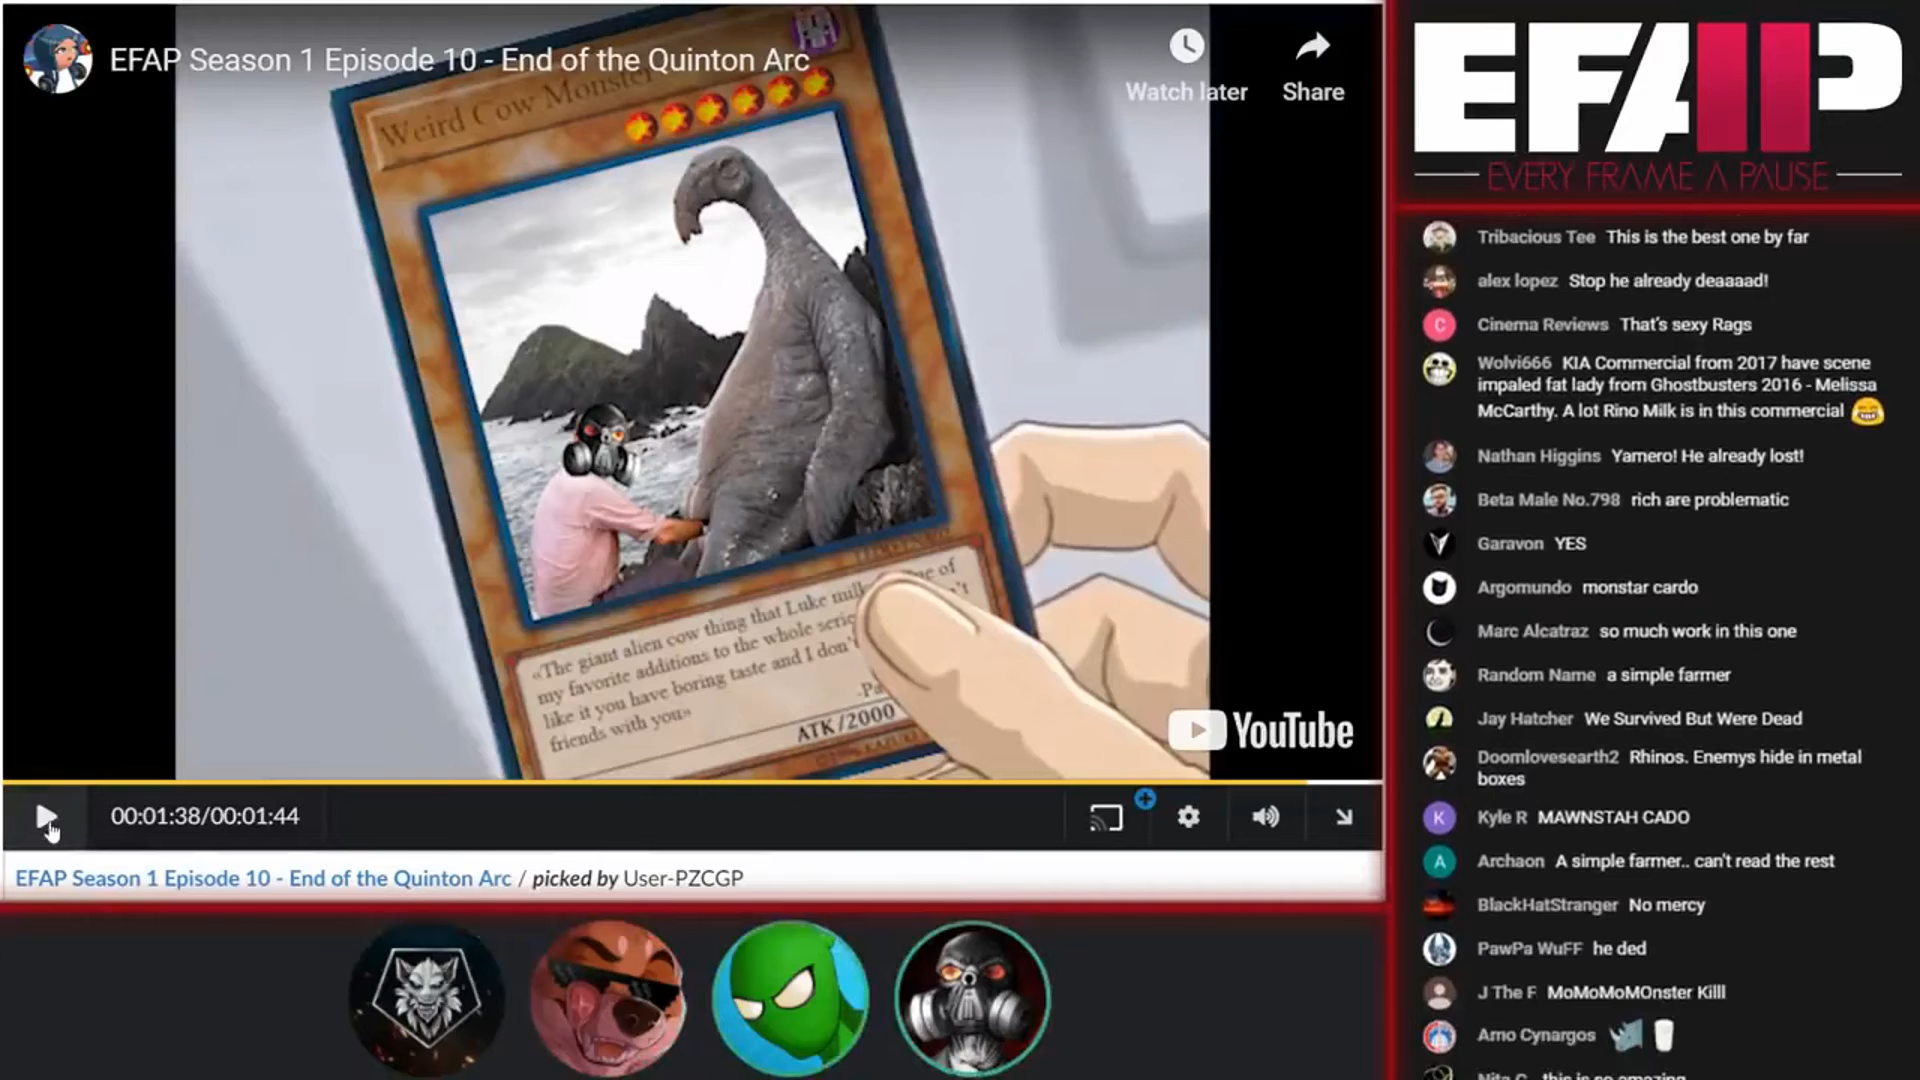 EFAP Season 1 Episode 10 - End of the Quinton Arc
Watch later
Share
Weird Cow Monster
«The giant alien cow thing that Luke milk
of
my favorite additions to the whole serie
like it you have boring taste and I don't
friends with you»
ATK/2000
YouTube
00:01:38/00:01:44
EFAP Season 1 Episode 10 - End of the Quinton Arc / picked by User-PZCGP
EFAP
EVERY FRAME A PAUSE
Tribacious Tee This is the best one by far
alex lopez Stop he already deaaaad!
C
Cinema Reviews That's sexy Rags
Wolvi666 KIA Commercial from 2017 have scene
impaled fat lady from Ghostbusters 2016 - Melissa
McCarthy. A lot Rino Milk is in this commercial
Nathan Higgins Yamero! He already lost!
Beta Male No.798 rich are problematic
Garavon YES
Argomundo monstar cardo
Marc Alcatraz so much work in this one
Random Name a simple farmer
Jay Hatcher We Survived But Were Dead
Doomlovesearth2 Rhinos. Enemys hide in metal
boxes
K
Kyle R MAWNSTAH CADO
A
Archaon A simple farmer.. can't read the rest
BlackHatStranger No mercy
PawPa WuFF he ded
J The F MoMoMoMOnster Killl
Arno Cynargos
this is so amazing